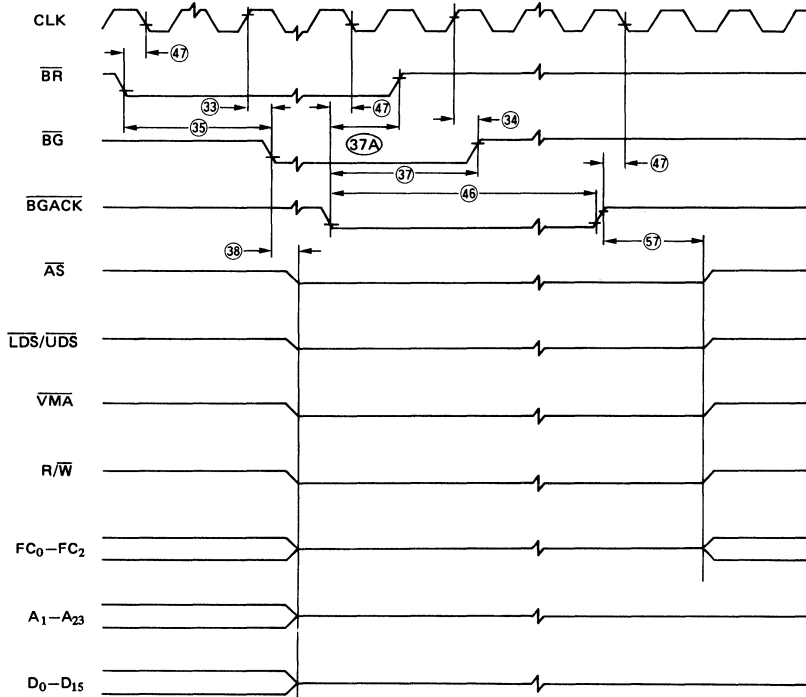 CLK
47
BR
33
47
35
34
BG
37A
37
47
46
BGACK
38
57
AS
LDS/UDS
VMA
R/W
FC₀–FC₂
A₁–A₂₃
D₀–D₁₅